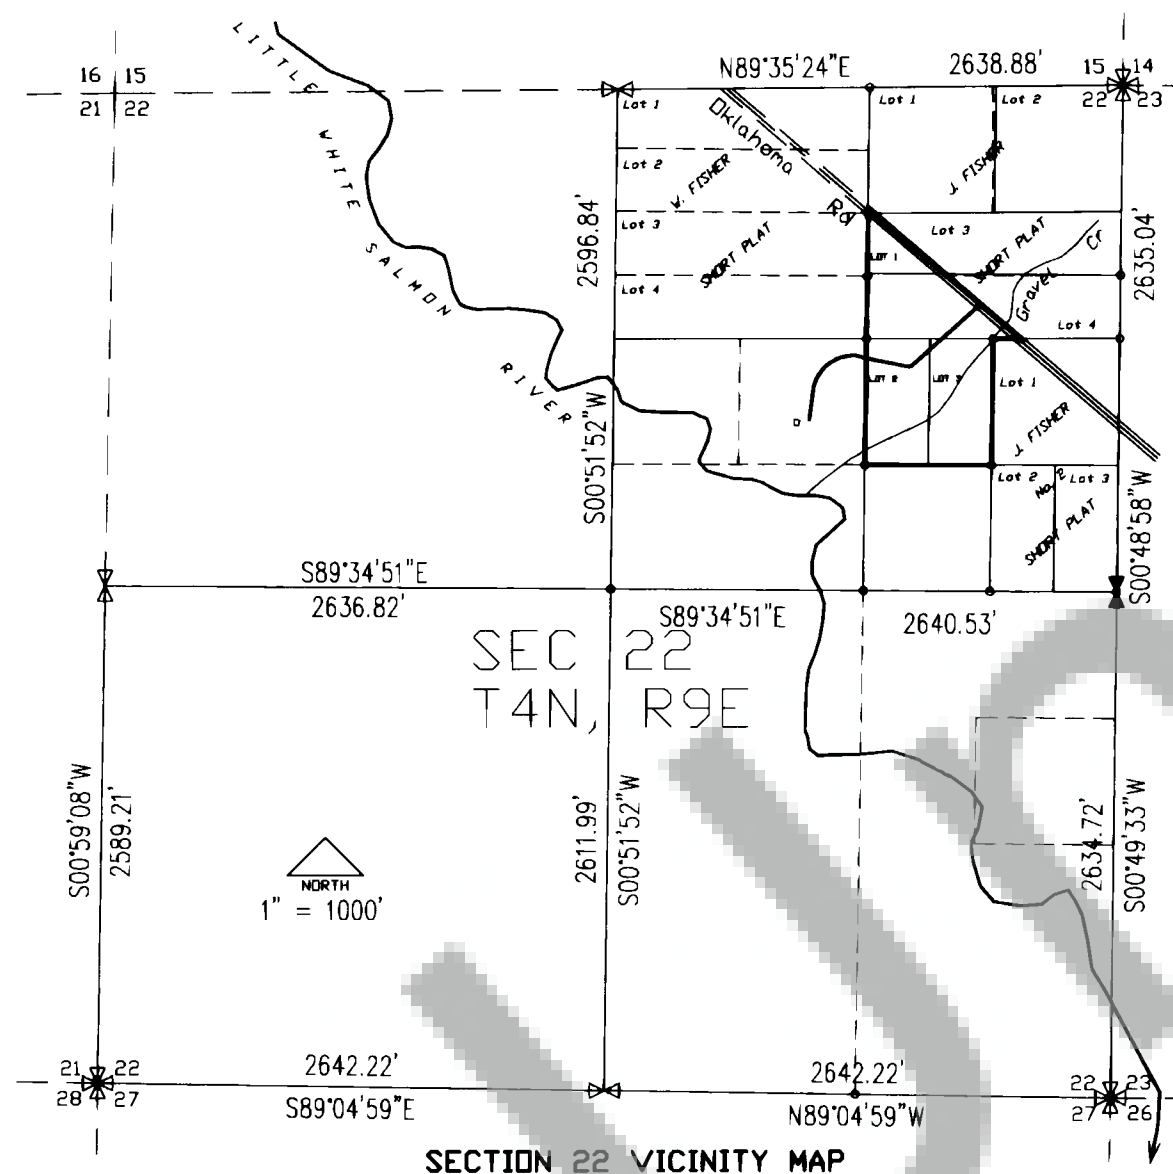 LITTLE
WHITE
SALMON
RIVER
16 15
21 22
N89°35'24"E
2638.88'
15 14
22 23
Lot 1
Lot 2
Lot 3
Lot 4
W. FISHER
SHORT PLAT
Oklahoma
Rd
Lot 1
Lot 2
J. FISHER
Lot 3
SHORT PLAT
Gravel Cr
Lot 4
LOT 1
LOT 2
LOT 3
Lot 1
J. FISHER
Lot 2
No. 2
Lot 3
SHORT PLAT
2596.84'
S00°51'52"W
2635.04'
S00°48'58"W
S89°34'51"E
2636.82'
S89°34'51"E
2640.53'
SEC 22
T4N, R9E
S00°59'08"W
2589.21'
2611.99'
S00°51'52"W
2634.72'
S00°49'33"W
NORTH
1" = 1000'
21 22
28 27
2642.22'
S89°04'59"E
2642.22'
N89°04'59"W
22 23
27 26
SECTION 22 VICINITY MAP